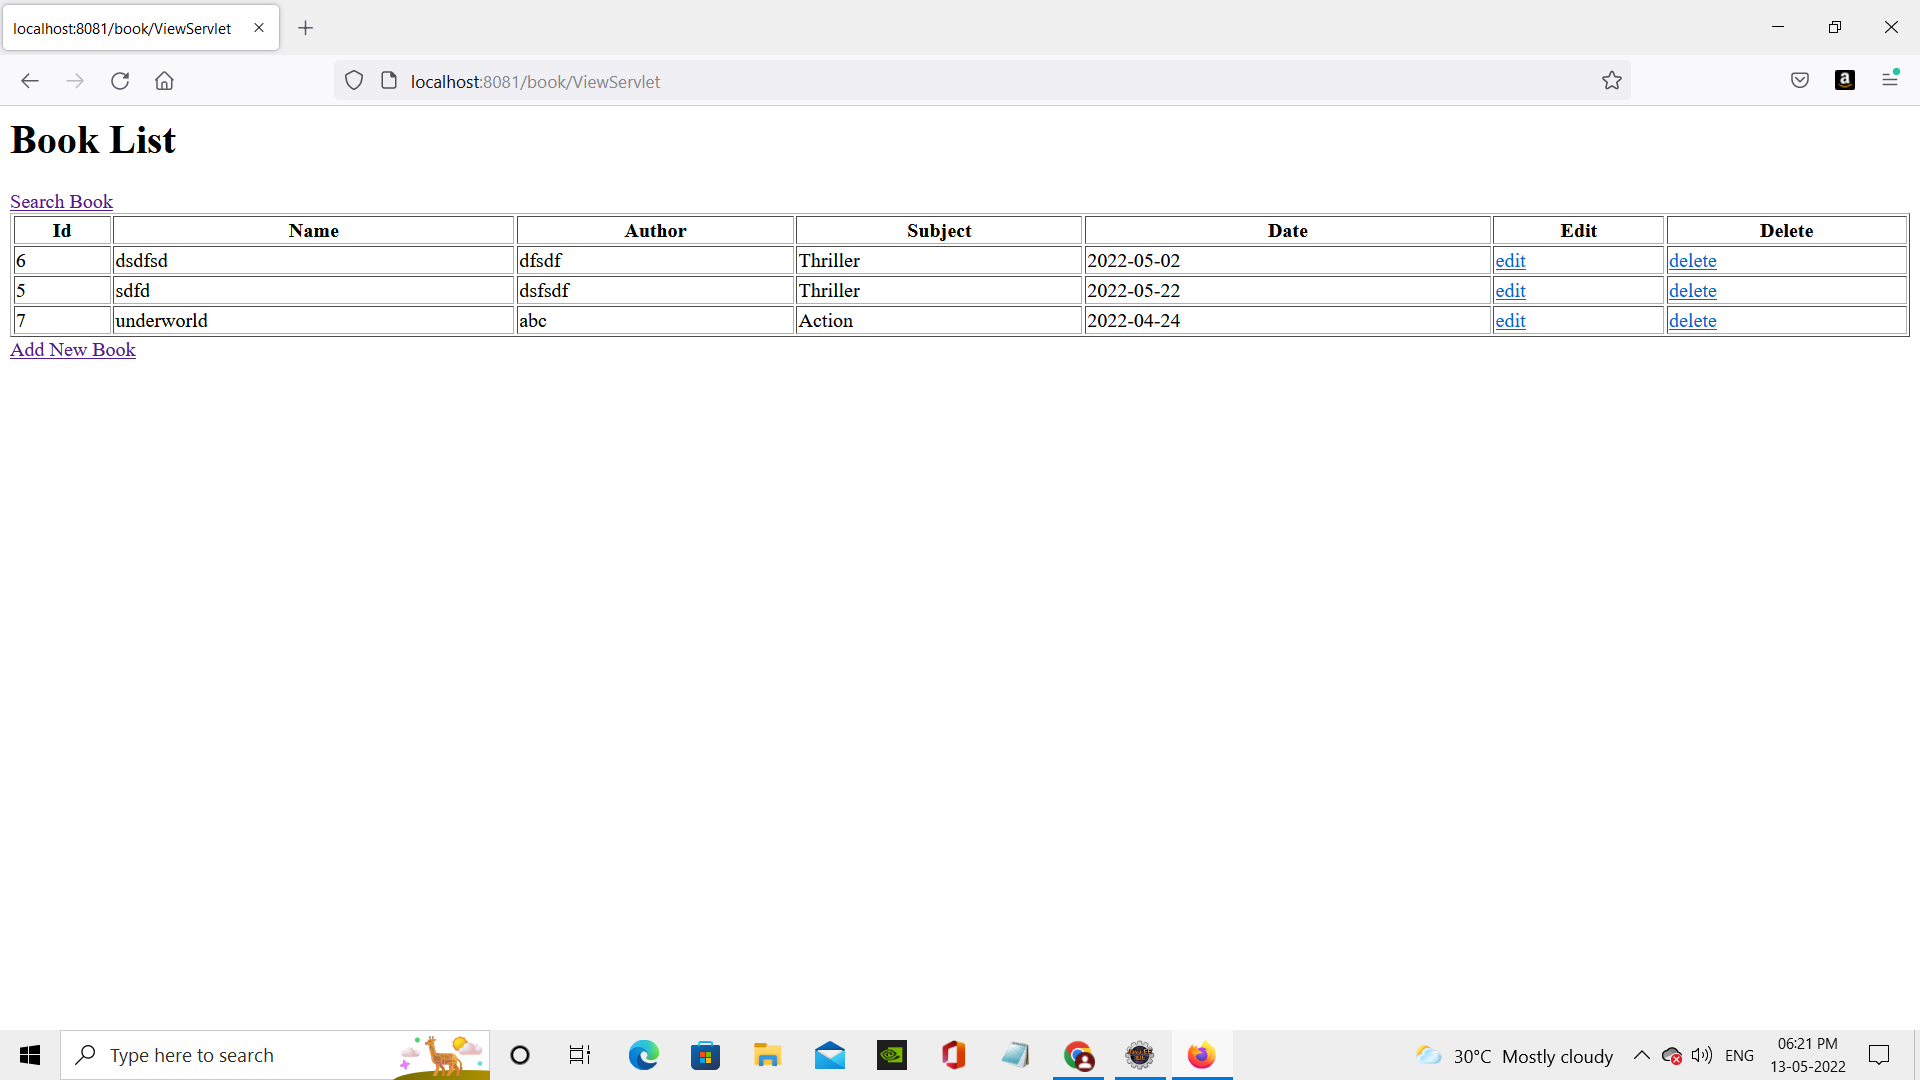 localhost:8081/book/ViewServlet
localhost:8081/book/ViewServlet
Book List
Search Book
Id Name Author Subject Date Edit Delete
6 dsdfsd dfsdf Thriller 2022-05-02 edit delete
5 sdfd dsfsdf Thriller 2022-05-22 edit delete
7 underworld abc Action 2022-04-24 edit delete
Add New Book
Type here to search
30°C Mostly cloudy
ENG
06:21 PM
13-05-2022